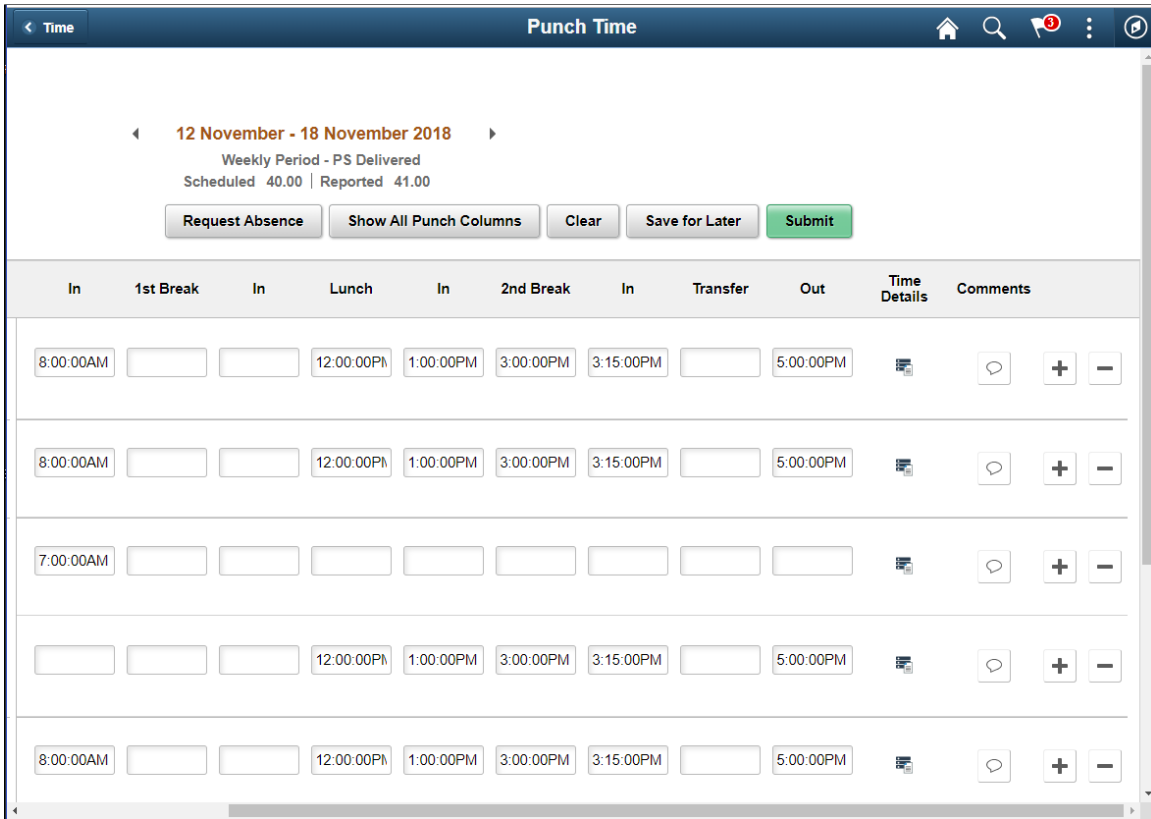 Time
Punch Time
3
12 November - 18 November 2018
Weekly Period - PS Delivered
Scheduled 40.00 | Reported 41.00
Request Absence Show All Punch Columns Clear Save for Later Submit
In 1st Break In Lunch In 2nd Break In Transfer Out Time Details Comments
8:00:00AM 12:00:00PM 1:00:00PM 3:00:00PM 3:15:00PM 5:00:00PM
8:00:00AM 12:00:00PM 1:00:00PM 3:00:00PM 3:15:00PM 5:00:00PM
7:00:00AM
12:00:00PM 1:00:00PM 3:00:00PM 3:15:00PM 5:00:00PM
8:00:00AM 12:00:00PM 1:00:00PM 3:00:00PM 3:15:00PM 5:00:00PM